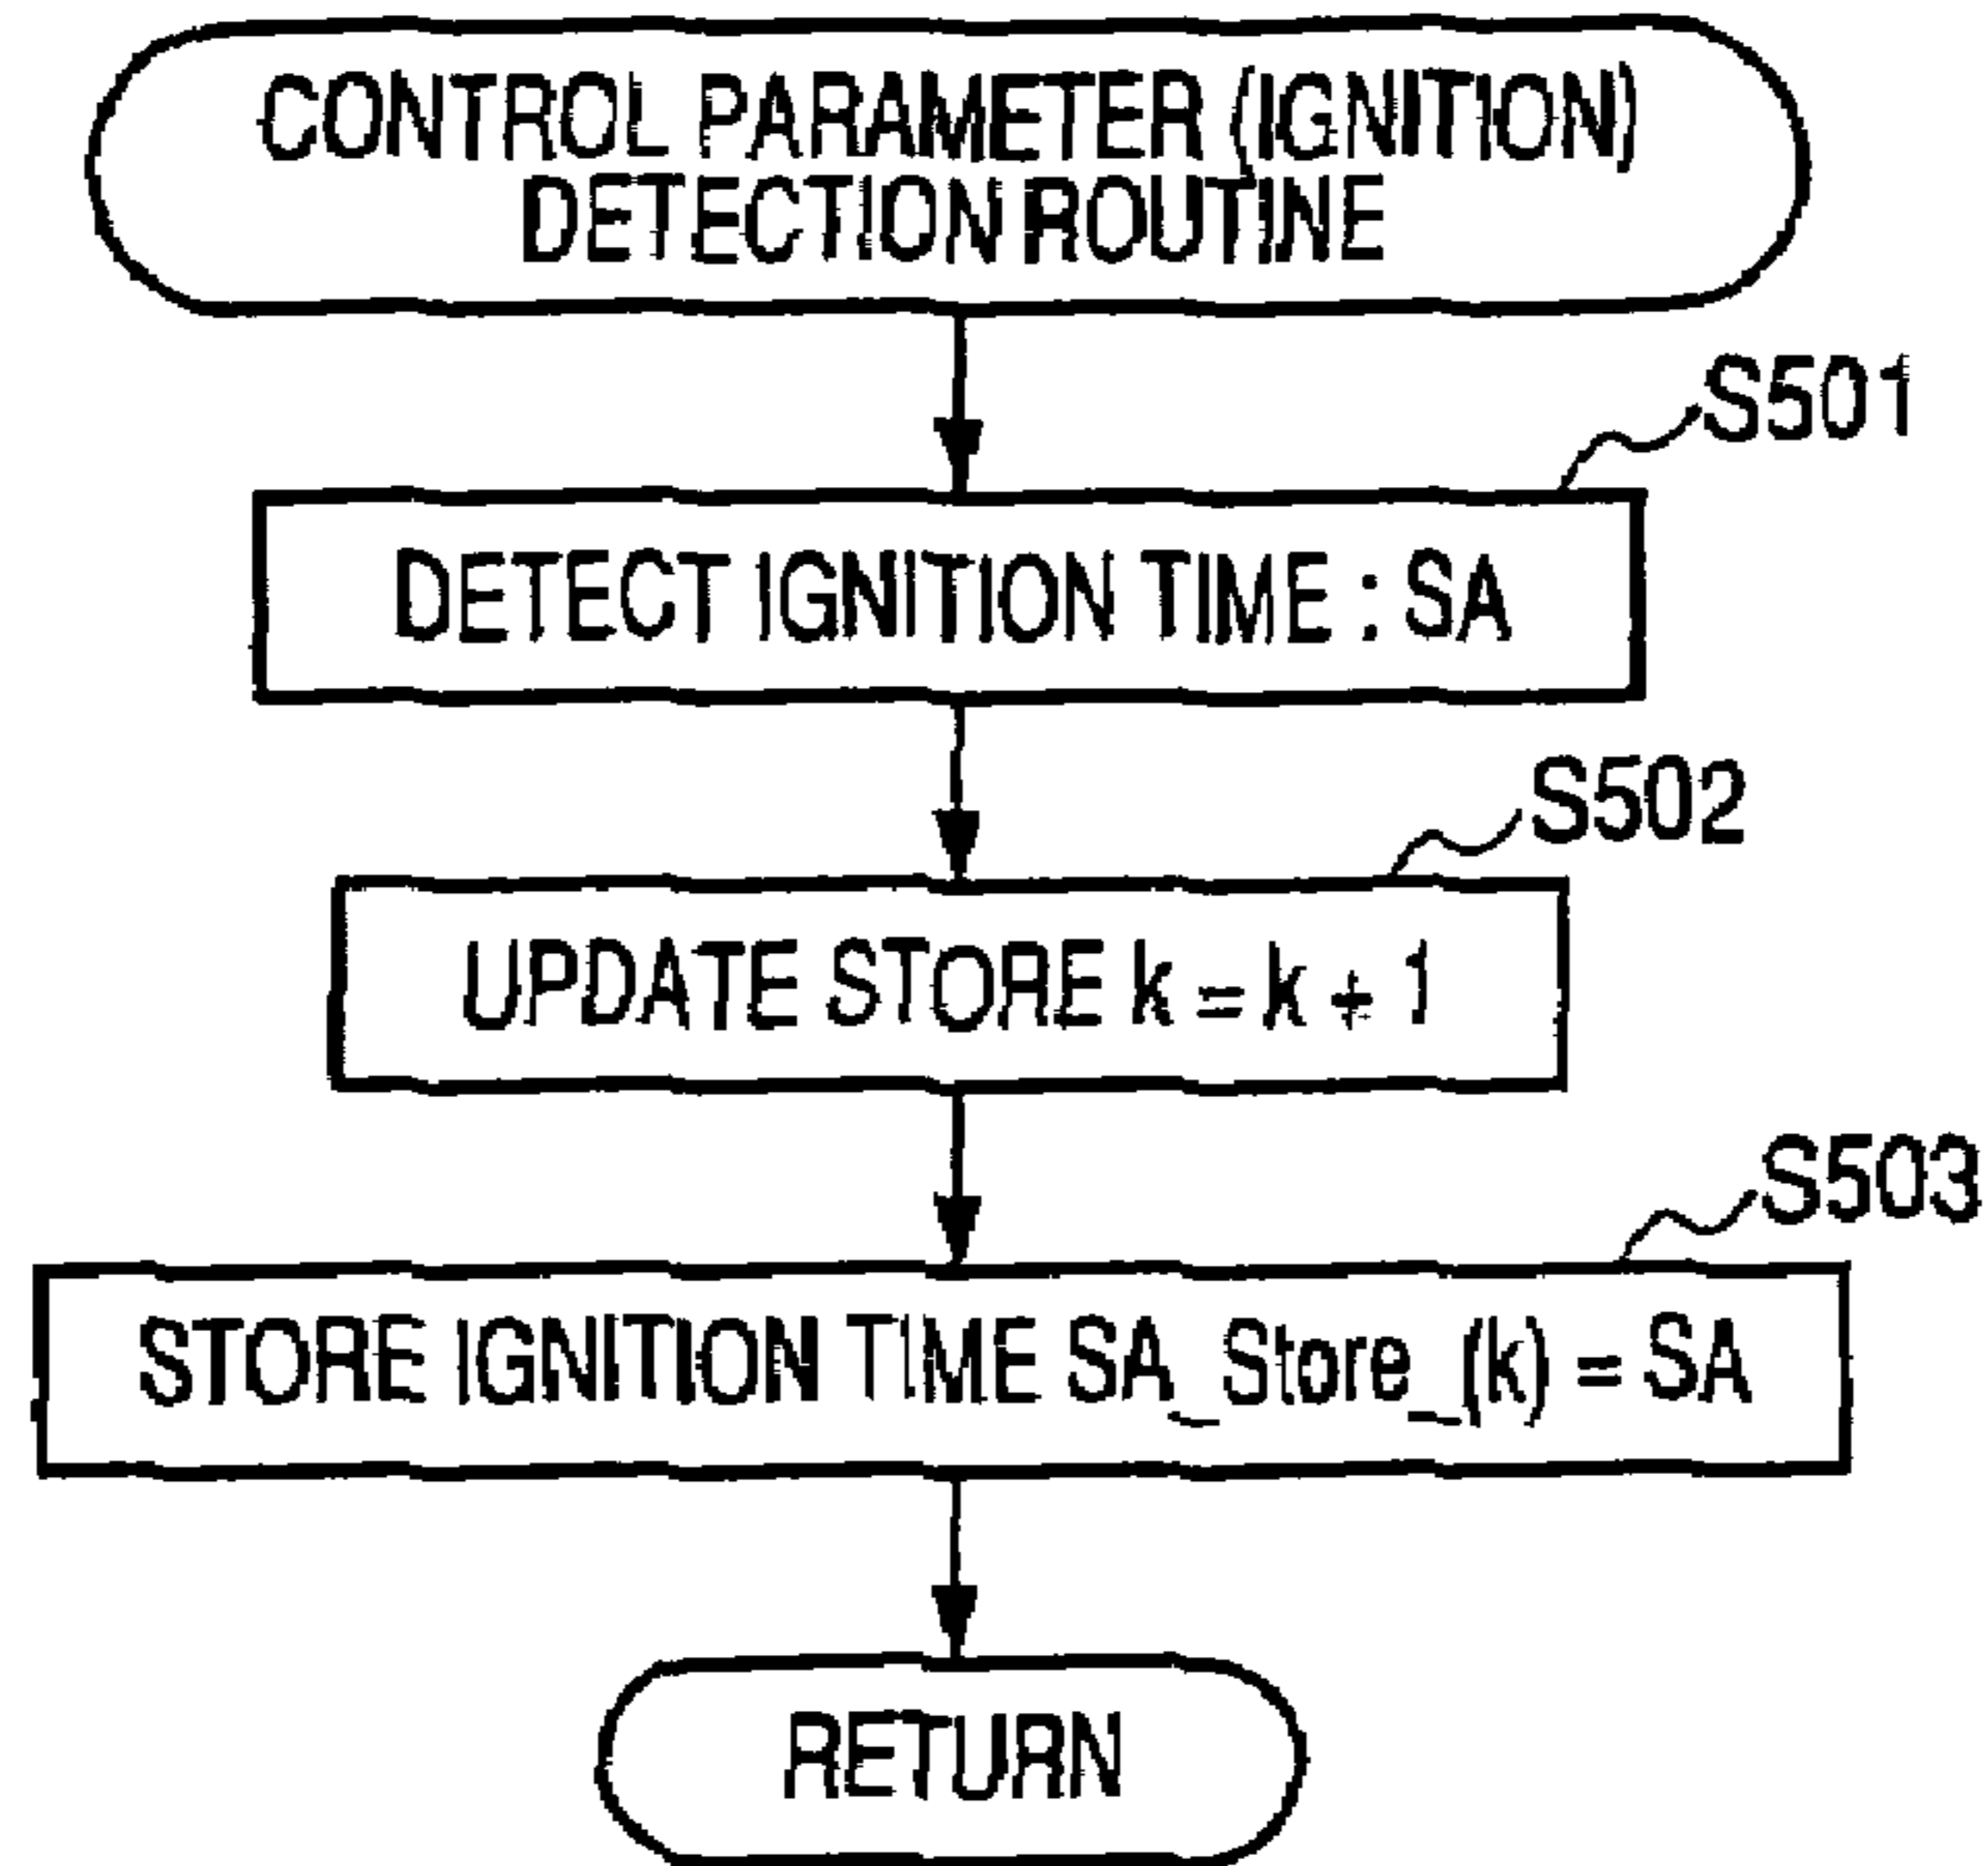 CONTROL PARAMETER (IGNITION)
DETECTION ROUTINE
S501
DETECT IGNITION TIME : SA
S502
UPDATE STORE k = k + 1
S503
STORE IGNITION TIME SA_Store_(k) = SA
RETURN